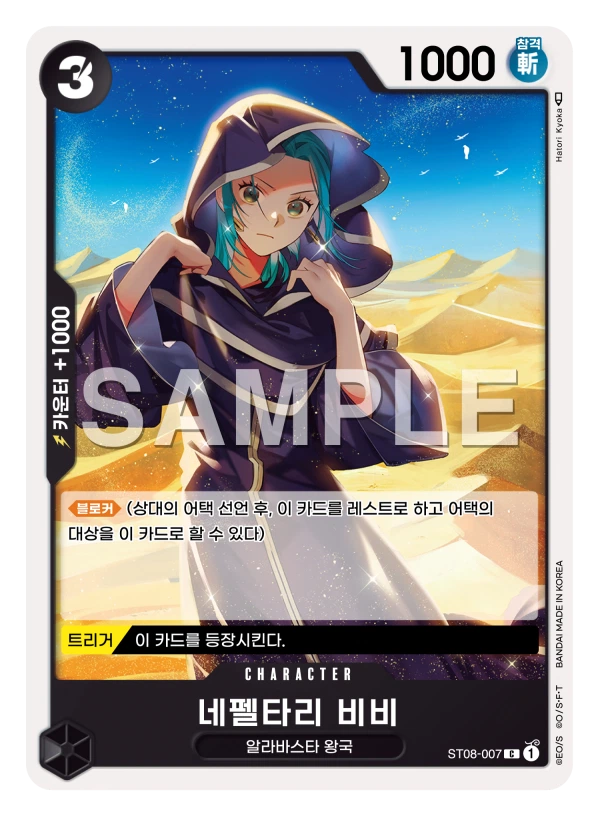 3
1000
참격
斬
Hatori Kyoka
카운터 +1000
SAMPLE
블로커 (상대의 어택 선언 후, 이 카드를 레스트로 하고 어택의
대상을 이 카드로 할 수 있다)
트리거 이 카드를 등장시킨다.
CHARACTER
네펠타리 비비
알라바스타 왕국
ST08-007 C 1
©EO/S ©O/S·F·T BANDAI MADE IN KOREA